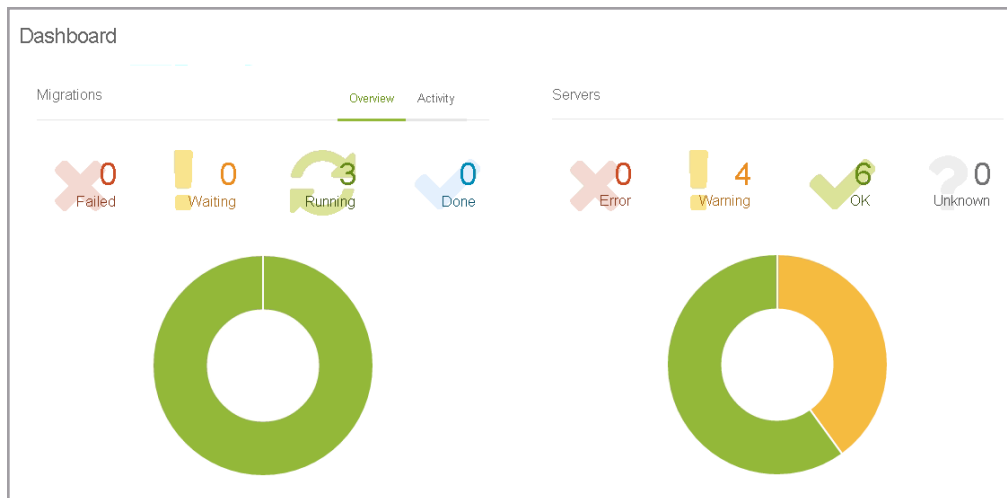 Dashboard
Migrations
Overview Activity
0 Failed
0 Waiting
3 Running
0 Done
Servers
0 Error
4 Warning
6 OK
0 Unknown